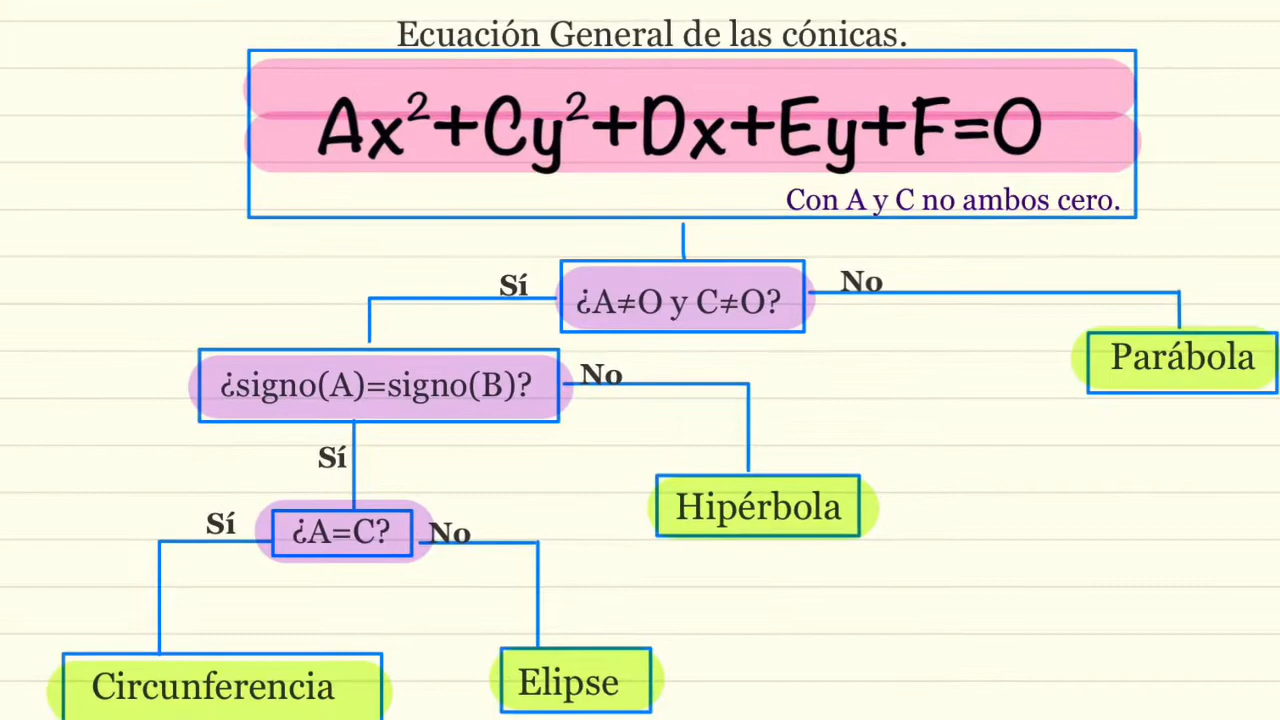 Ecuación General de las cónicas.
Ax²+Cy²+Dx+Ey+F=0
Con A y C no ambos cero.
Sí
¿A≠0 y C≠0?
No
Parábola
¿signo(A)=signo(B)?
No
Sí
Hipérbola
Sí
¿A=C?
No
Circunferencia
Elipse